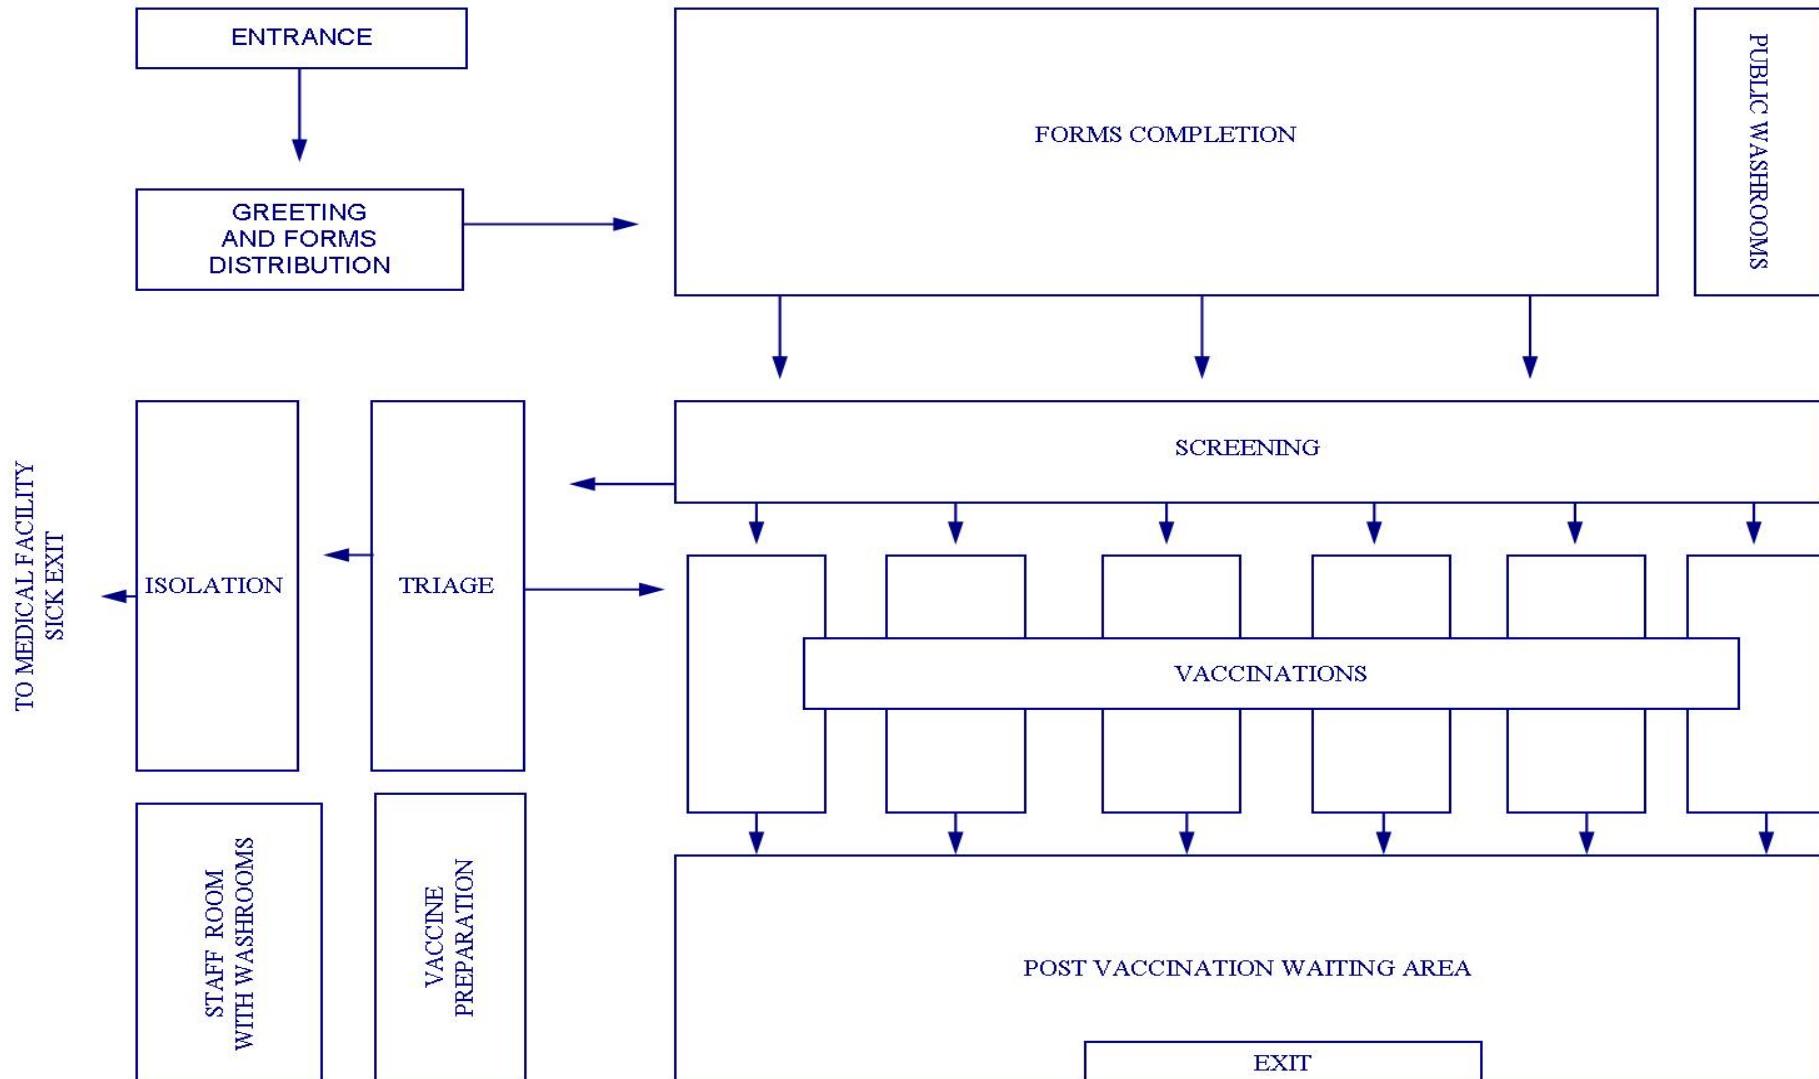 ENTRANCE
FORMS COMPLETION
PUBLIC WASHROOMS
GREETING
AND FORMS
DISTRIBUTION
SCREENING
TO MEDICAL FACILITY
SICK EXIT
ISOLATION
TRIAGE
VACCINATIONS
STAFF ROOM
WITH WASHROOMS
VACCINE
PREPARATION
POST VACCINATION WAITING AREA
EXIT